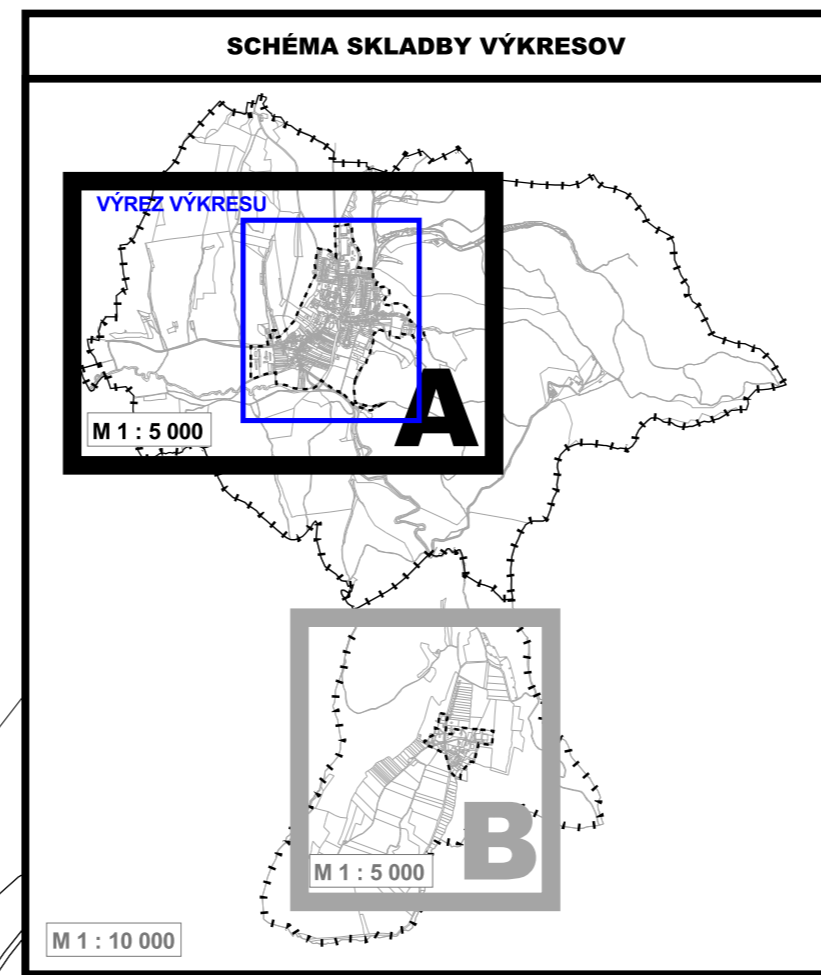 SCHÉMA SKLADBY VÝKRESOV
VÝREZ VÝKRESU
M 1 : 5 000
A
M 1 : 5 000
B
M 1 : 10 000